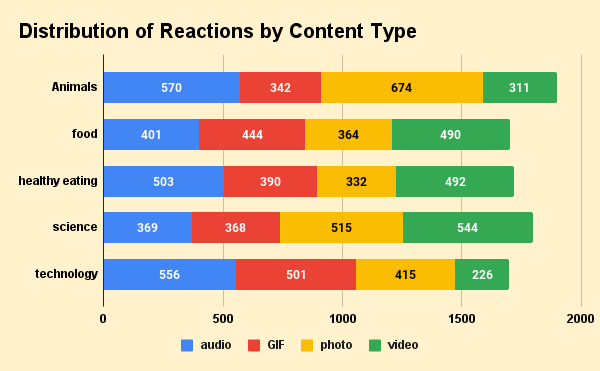 Distribution of Reactions by Content Type
Animals 570 342 674 311
food 401 444 364 490
healthy eating 503 390 332 492
science 369 368 515 544
technology 556 501 415 226
0 500 1000 1500 2000
audio GIF photo video